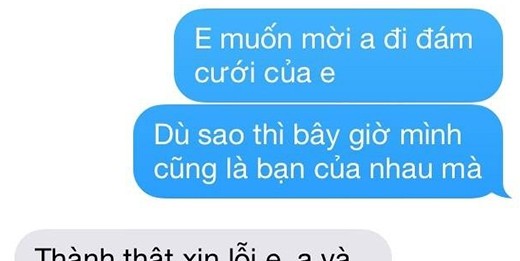 E muốn mời a đi đám
cưới của e
Dù sao thì bây giờ mình
cũng là bạn của nhau mà
Thành thật xin lỗi e, a và